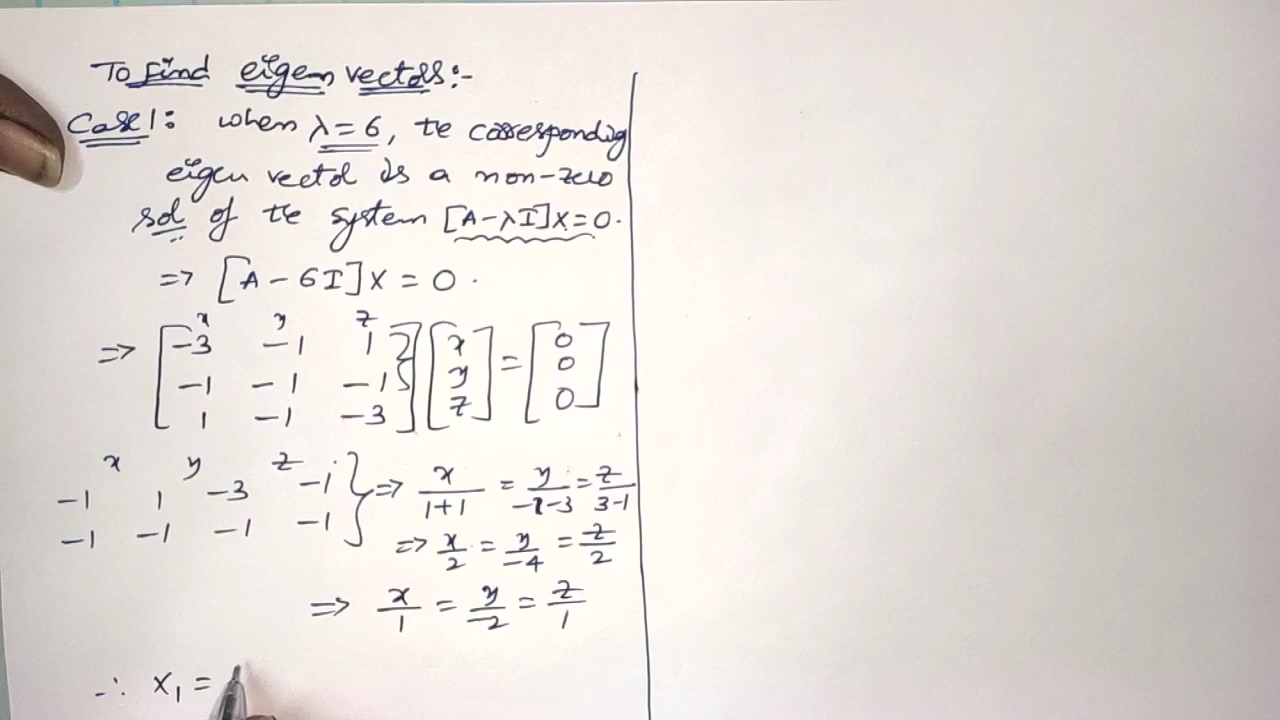 To find eigen vectors:-
Case 1: when λ=6, te corresponding
eigen vector is a non-zero
sol of te system [A-λI]X=0.
=> [A-6I]X=0.
x y z
=> [-3 -1 1] [x] = [0]
[-1 -1 -1] [y] [0]
[1 -1 -3] [z] [0]
x y z
-1 1 -3 -1
-1 -1 -1 -1
=> x/1+1 = y/-1-3 = z/3-1
=> x/2 = y/-4 = z/2
=> x/1 = y/-2 = z/1
∴ X₁ =